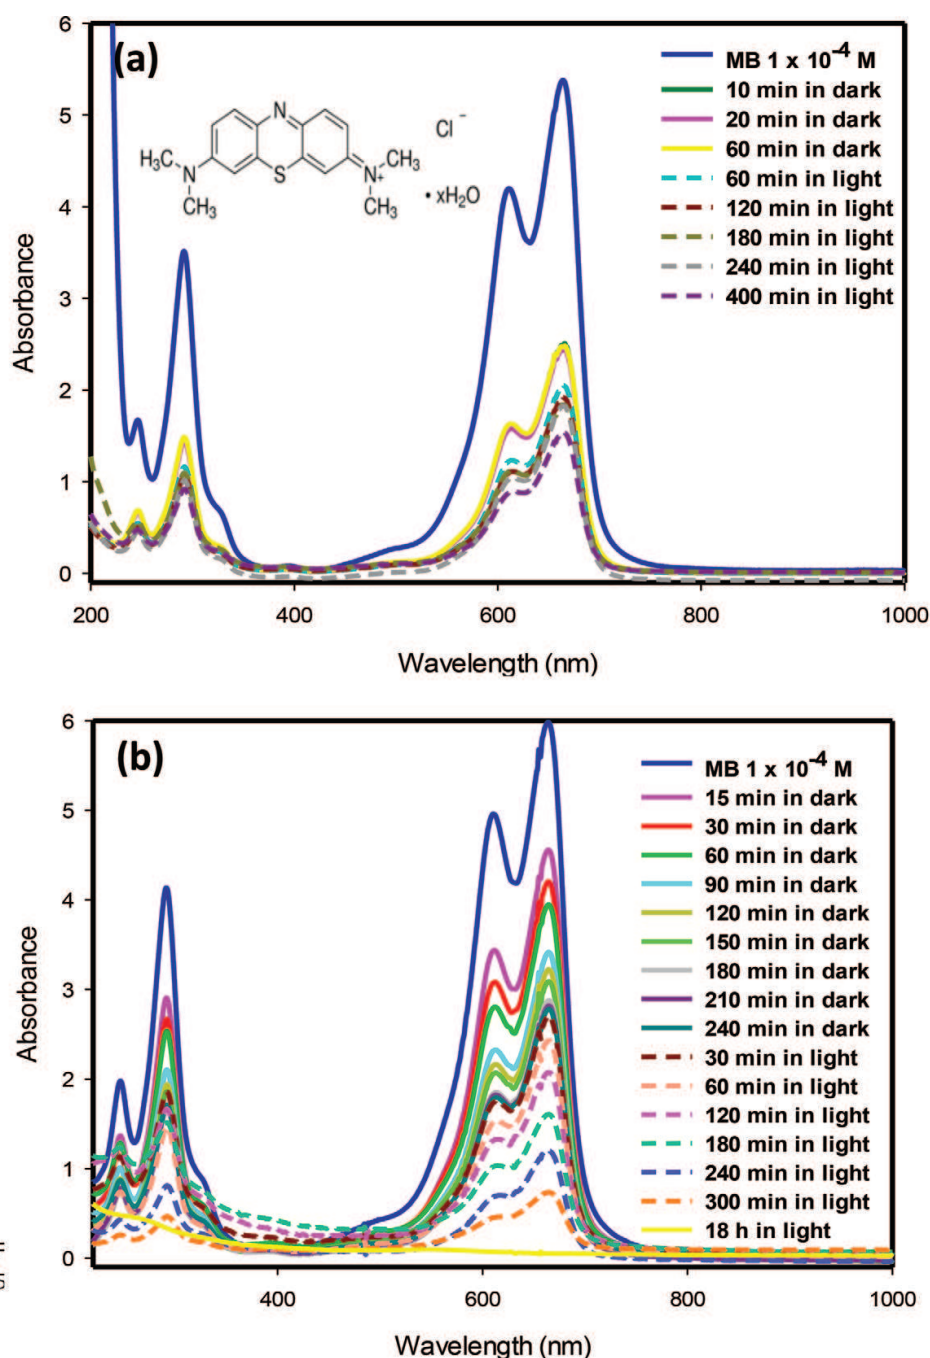 (a)
MB 1 x 10⁻⁴ M
10 min in dark
20 min in dark
60 min in dark
60 min in light
120 min in light
180 min in light
240 min in light
400 min in light
N
S
H₃C
N
CH₃
CH₃
N⁺
CH₃
Cl⁻
• xH₂O
6
5
4
3
2
1
0
Absorbance
200
400
600
800
1000
Wavelength (nm)
(b)
MB 1 x 10⁻⁴ M
15 min in dark
30 min in dark
60 min in dark
90 min in dark
120 min in dark
150 min in dark
180 min in dark
210 min in dark
240 min in dark
30 min in light
60 min in light
120 min in light
180 min in light
240 min in light
300 min in light
18 h in light
6
5
4
3
2
1
0
Absorbance
400
600
800
1000
Wavelength (nm)